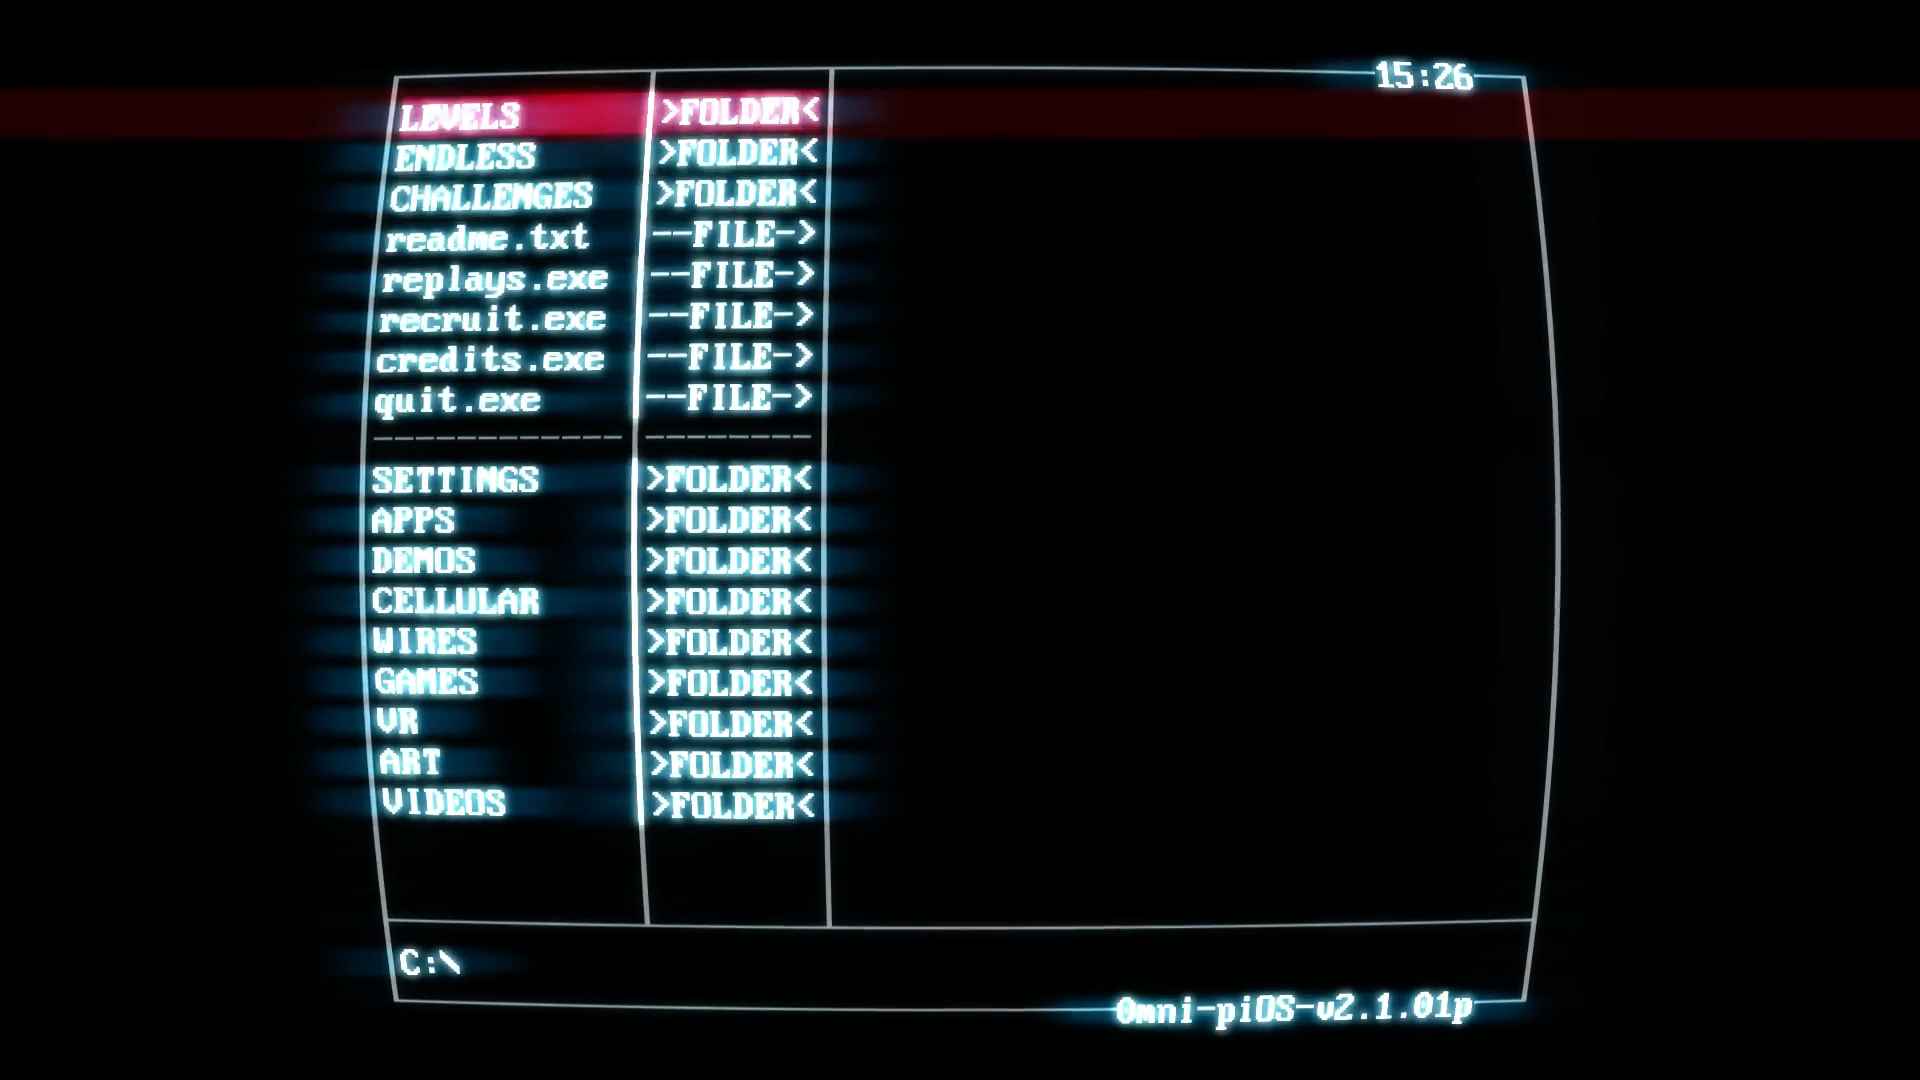 15:26
LEVELS >FOLDER<
ENDLESS >FOLDER<
CHALLENGES >FOLDER<
readme.txt --FILE->
replays.exe --FILE->
recruit.exe --FILE->
credits.exe --FILE->
quit.exe --FILE->
SETTINGS >FOLDER<
APPS >FOLDER<
DEMOS >FOLDER<
CELLULAR >FOLDER<
WIRES >FOLDER<
GAMES >FOLDER<
VR >FOLDER<
ART >FOLDER<
VIDEOS >FOLDER<
C:\
Omni-piOS-v2.1.01p